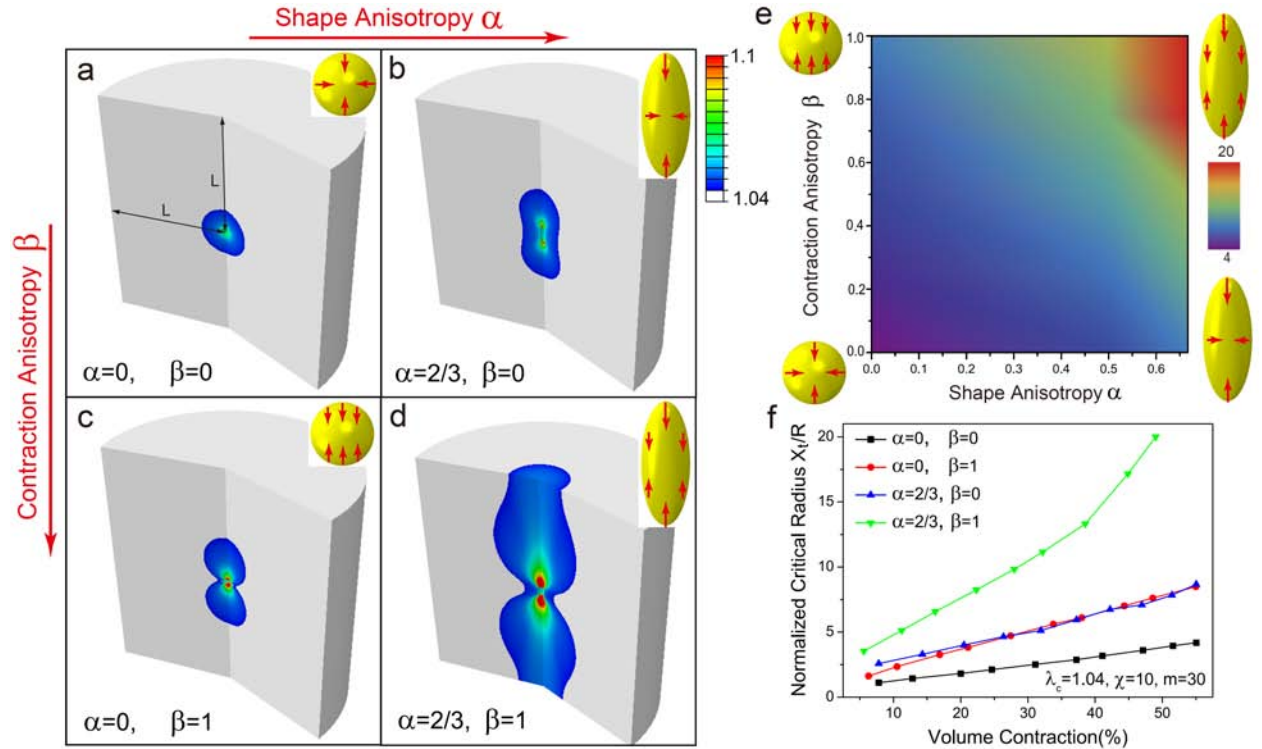 Shape Anisotropy α
Contraction Anisotropy β
a
L
L
α=0, β=0
b
α=2/3, β=0
1.1
1.04
c
α=0, β=1
d
α=2/3, β=1
e
Contraction Anisotropy β
1.0
0.8
0.6
0.4
0.2
0.0
0.0 0.1 0.2 0.3 0.4 0.5 0.6
Shape Anisotropy α
20
4
f
Normalized Critical Radius Xt/R
20
15
10
5
0
α=0, β=0
α=0, β=1
α=2/3, β=0
α=2/3, β=1
λc=1.04, χ=10, m=30
10 20 30 40 50
Volume Contraction(%)